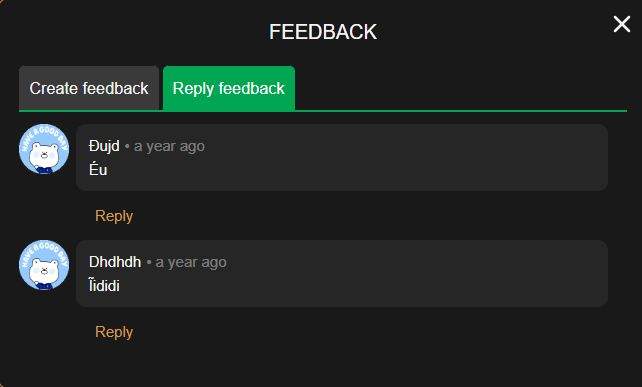 FEEDBACK
Create feedback
Reply feedback
HAVE A GOOD DAY
Đujd • a year ago
Éu
Reply
HAVE A GOOD DAY
Dhdhdh • a year ago
Ĩididi
Reply